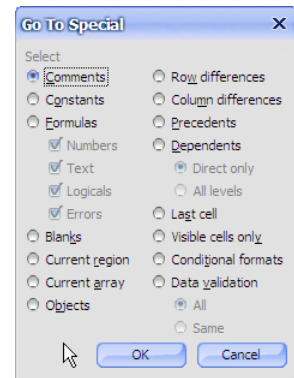 Go To Special
Select
Comments
Constants
Formulas
Numbers
Text
Logicals
Errors
Blanks
Current region
Current array
Objects
Row differences
Column differences
Precedents
Dependents
Direct only
All levels
Last cell
Visible cells only
Conditional formats
Data validation
All
Same
OK
Cancel